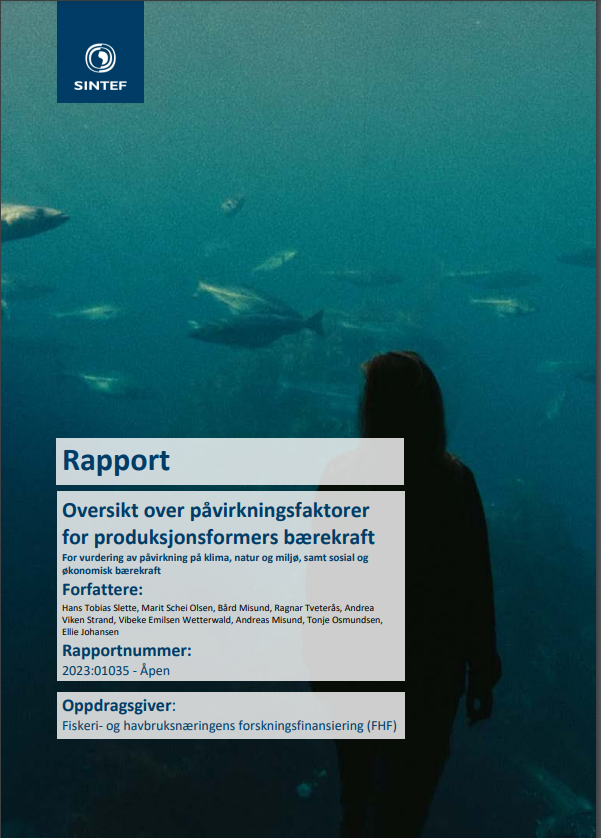 SINTEF
Rapport
Oversikt over påvirkningsfaktorer
for produksjonsformers bærekraft
For vurdering av påvirkning på klima, natur og miljø, samt sosial og
økonomisk bærekraft
Forfattere:
Hans Tobias Slette, Marit Schei Olsen, Bård Misund, Ragnar Tveterås, Andrea
Viken Strand, Vibeke Emilsen Wetterwald, Andreas Misund, Tonje Osmundsen,
Ellie Johansen
Rapportnummer:
2023:01035 - Åpen
Oppdragsgiver:
Fiskeri- og havbruksnæringens forskningsfinansiering (FHF)